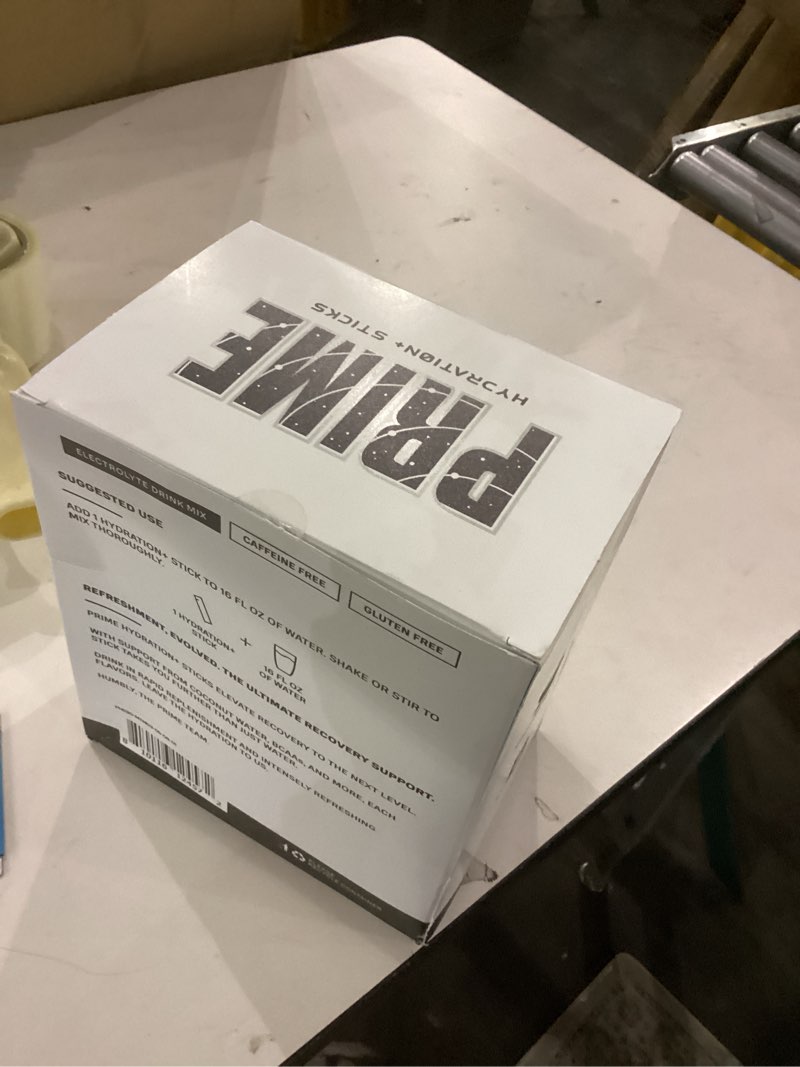 PRIME
HYDRATION+ STICKS
ELECTROLYTE DRINK MIX
CAFFEINE FREE
GLUTEN FREE
SUGGESTED USE
ADD 1 HYDRATION+ STICK TO 16 FL OZ OF WATER. SHAKE OR STIR TO
MIX THOROUGHLY.
1 HYDRATION+
STICK
+
16 FL OZ
OF WATER
REFRESHMENT, EVOLVED. THE ULTIMATE RECOVERY SUPPORT.
PRIME HYDRATION+ STICKS ELEVATE RECOVERY TO THE NEXT LEVEL.
WITH SUPPORT FROM COCONUT WATER, BCAAs, AND MORE, EACH
STICK TAKES YOU FURTHER THAN JUST WATER.
DRINK IN RAPID REPLENISHMENT AND INTENSELY REFRESHING
FLAVORS. LEAVE THE HYDRATION TO US.
HUMBLY, THE PRIME TEAM